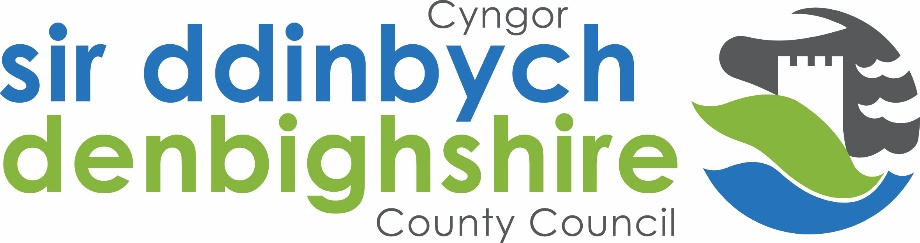 Cyngor
sir ddinbych
denbighshire
County Council